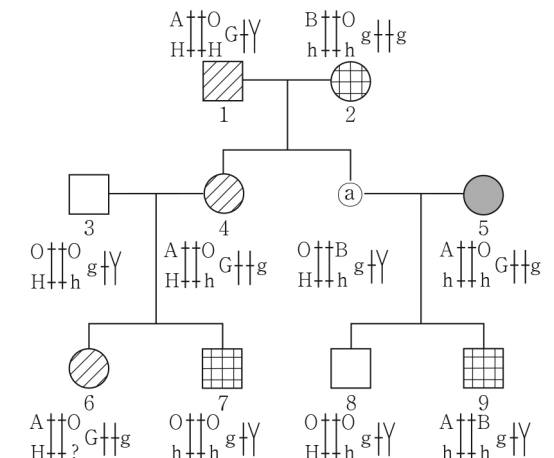 A O G Y B O g g
H H h h
1 2
ⓐ
3 4 5
O O g Y A O G g O B g Y A O G g
H h H h H h h h
6 7 8 9
A O G g O O g Y O O g Y A B g Y
H ? h h H h h h